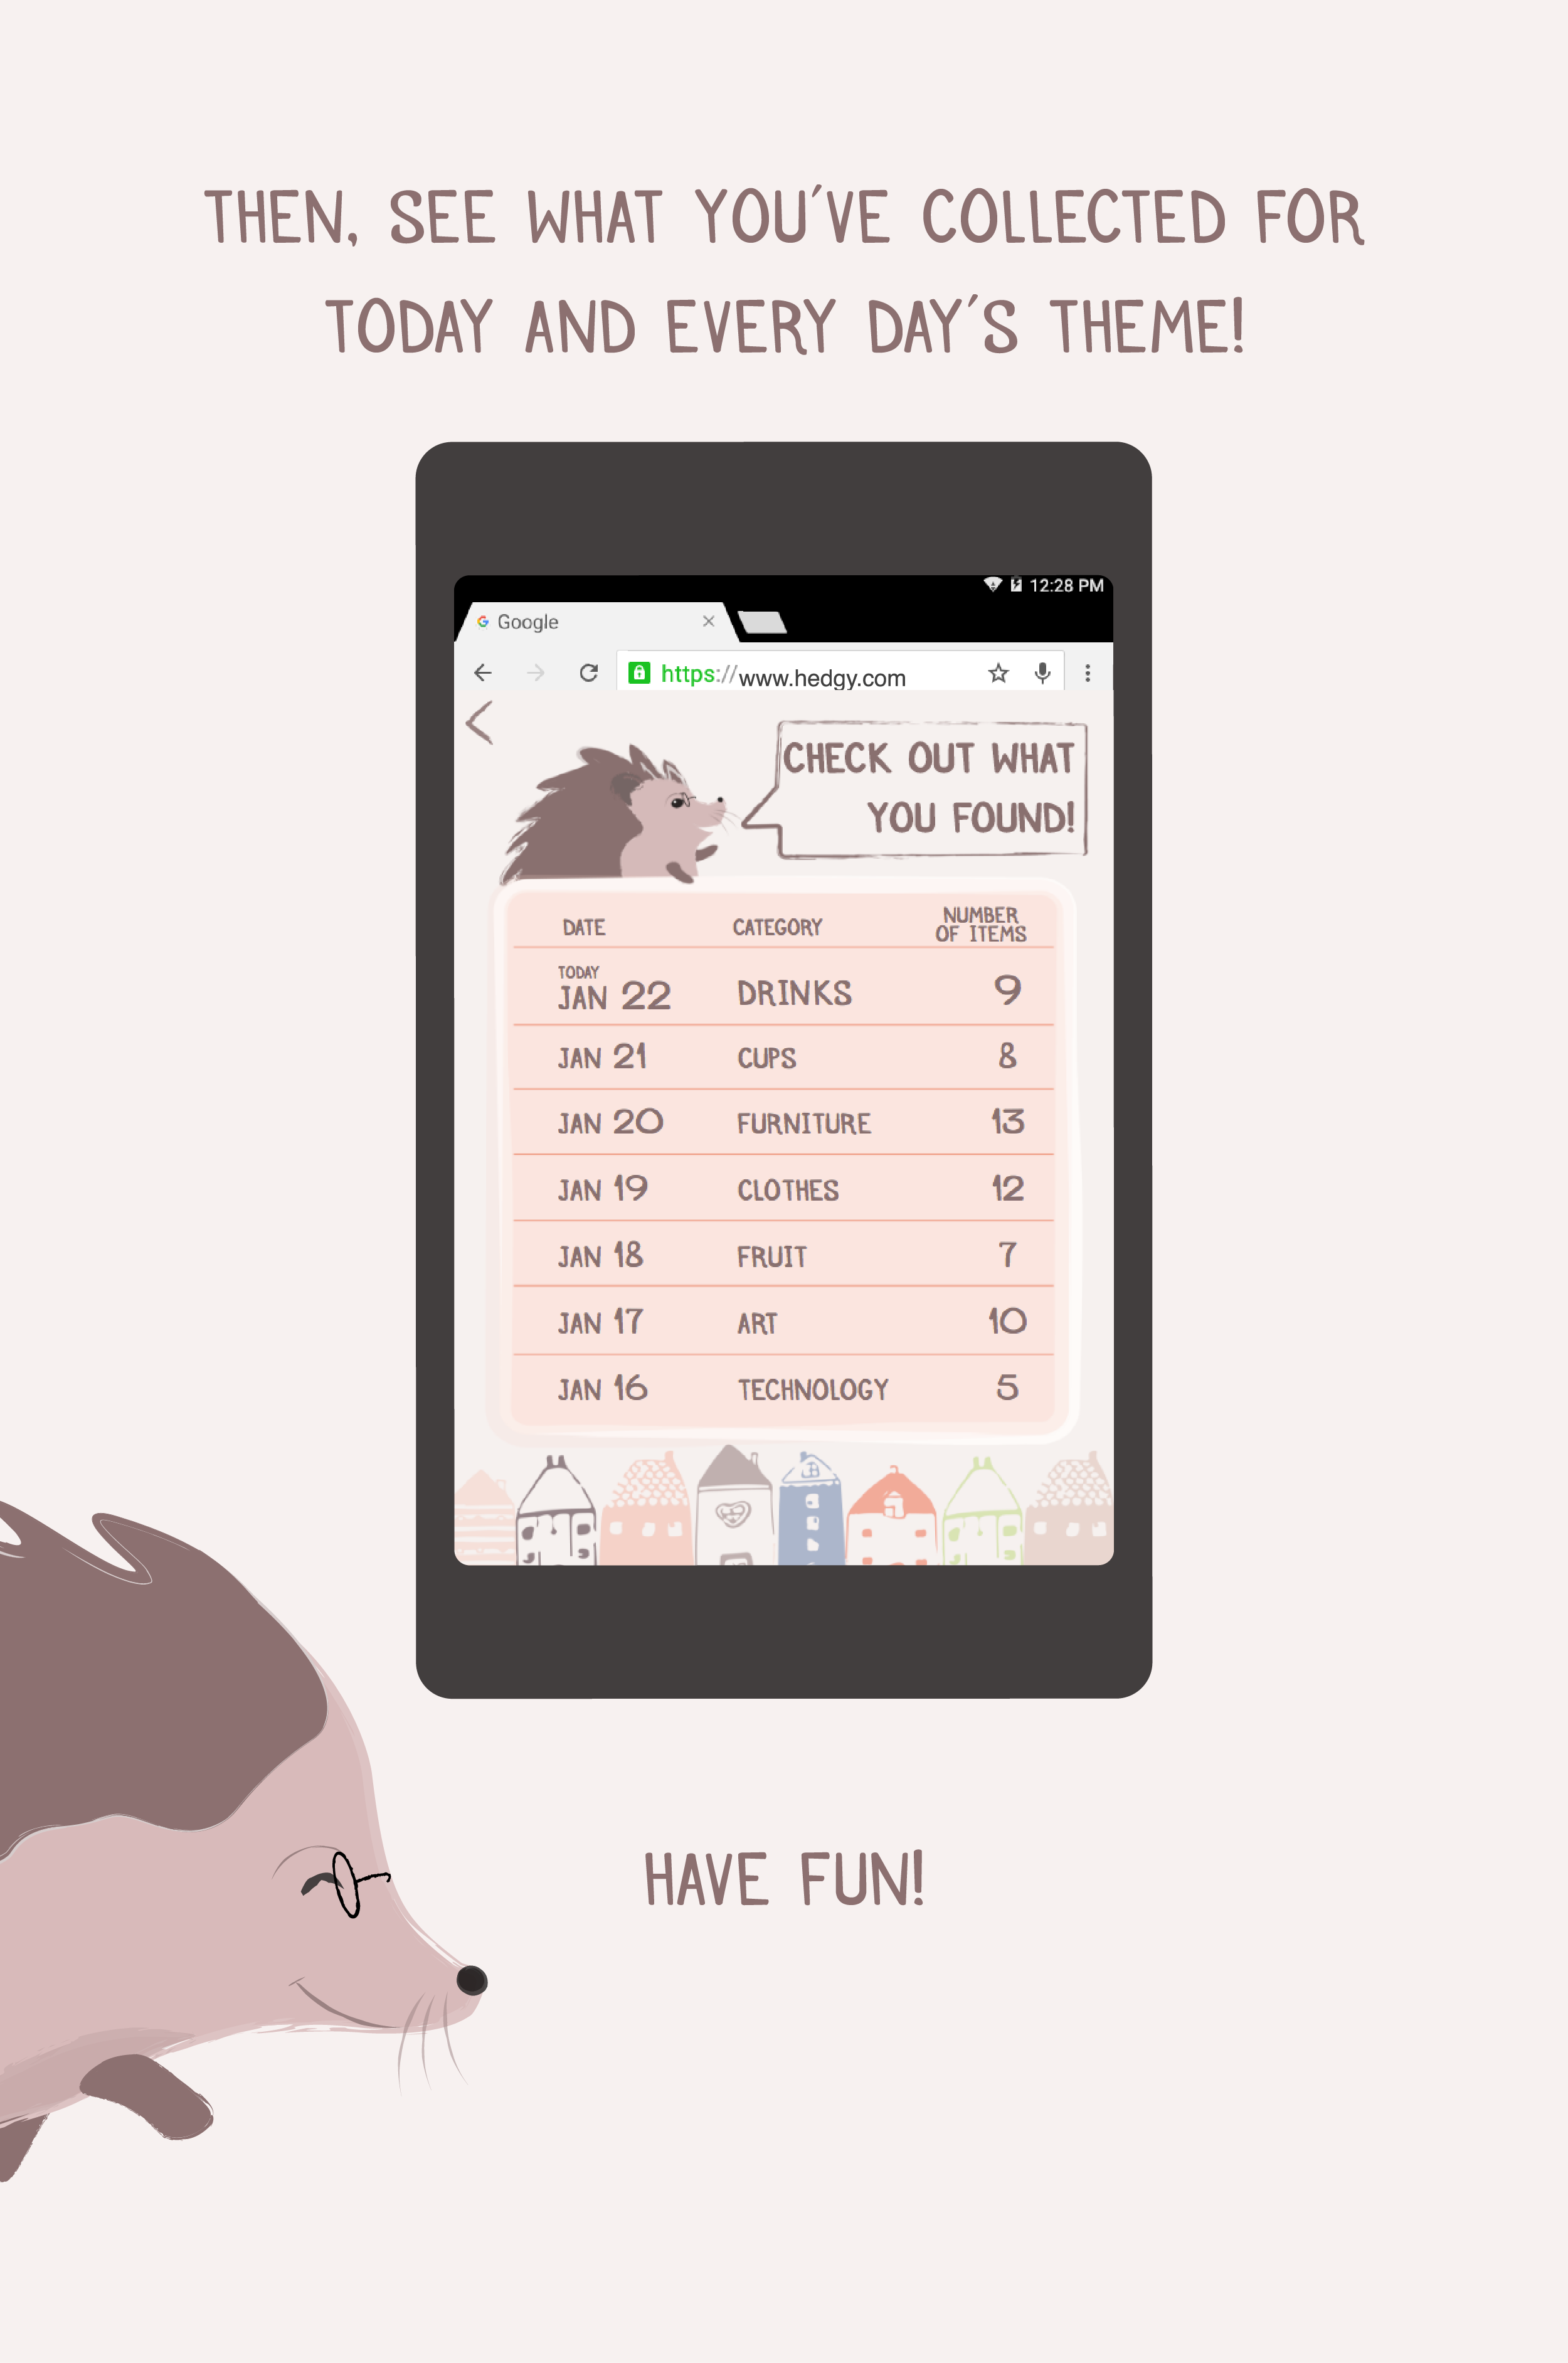 THEN, SEE WHAT YOU'VE COLLECTED FOR
TODAY AND EVERY DAY'S THEME!
12:28 PM
Google
https://www.hedgy.com
CHECK OUT WHAT
YOU FOUND!
DATE CATEGORY NUMBER
OF ITEMS
TODAY
JAN 22 DRINKS 9
JAN 21 CUPS 8
JAN 20 FURNITURE 13
JAN 19 CLOTHES 12
JAN 18 FRUIT 7
JAN 17 ART 10
JAN 16 TECHNOLOGY 5
HAVE FUN!